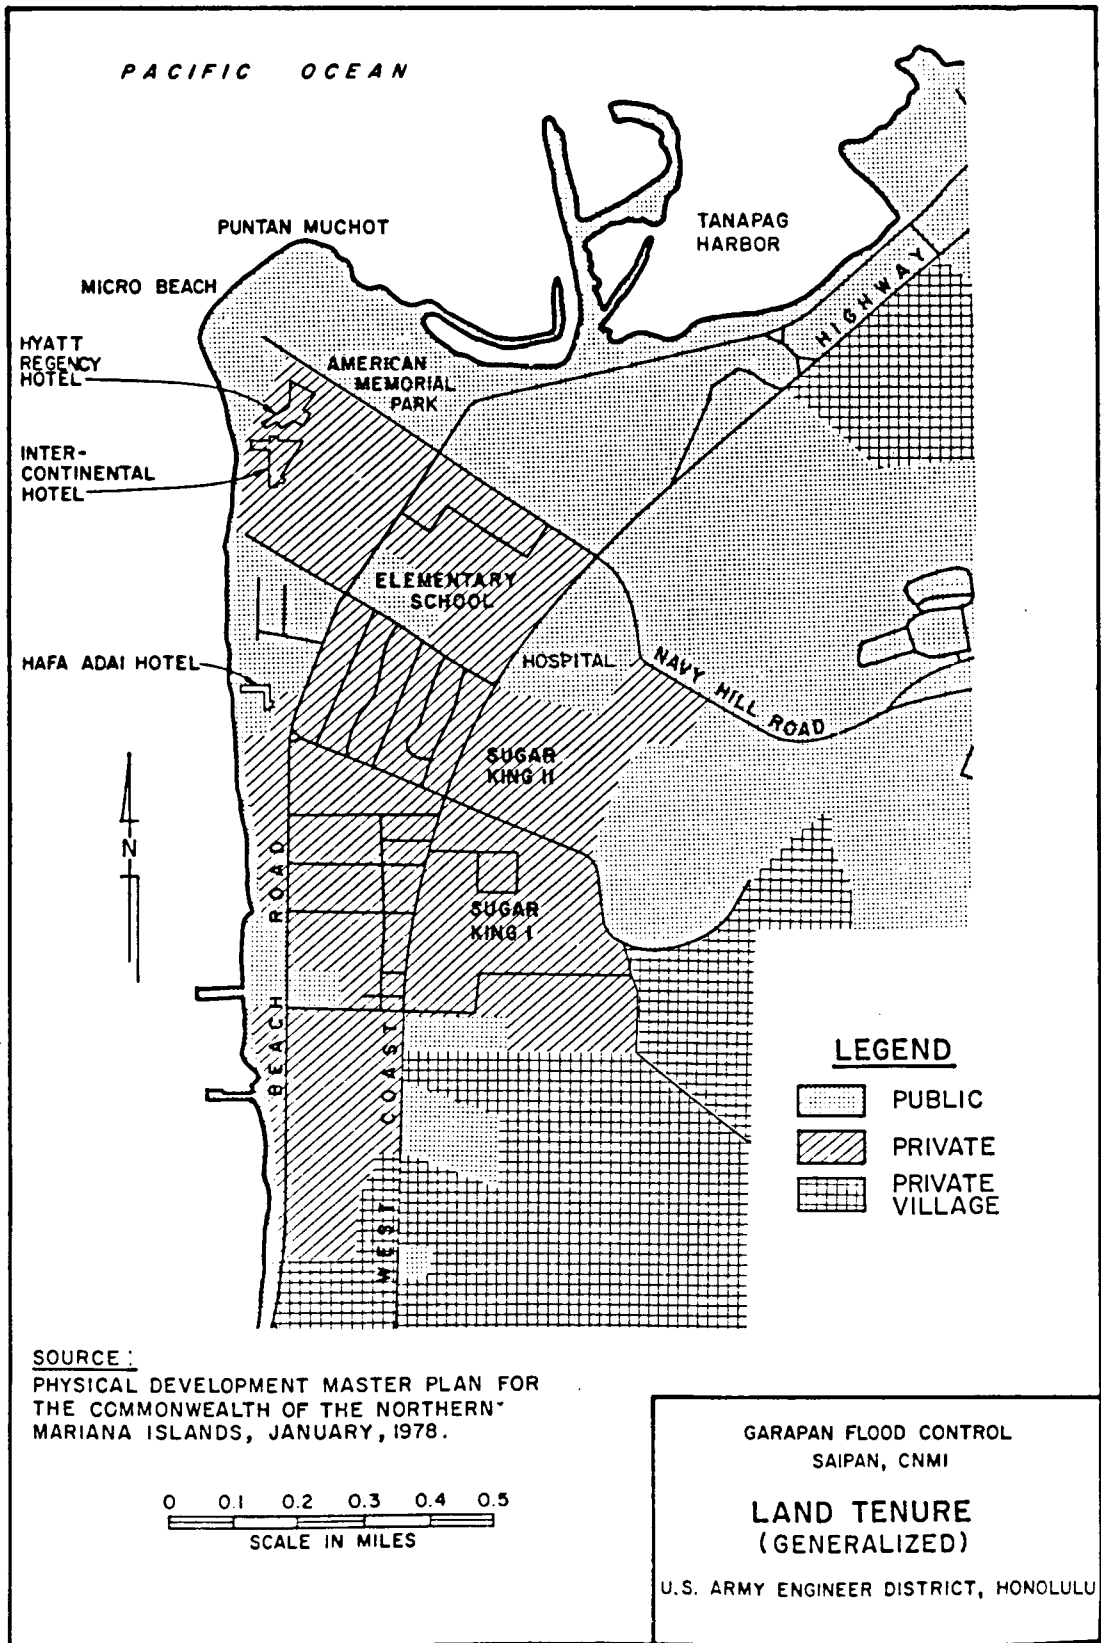 PACIFIC OCEAN
PUNTAN MUCHOT
TANAPAG
HARBOR
MICRO BEACH
HIGHWAY
HYATT
REGENCY
HOTEL
AMERICAN
MEMORIAL
PARK
INTER-
CONTINENTAL
HOTEL
ELEMENTARY
SCHOOL
HOSPITAL
NAVY HILL ROAD
HAFA ADAI HOTEL
SUGAR
KING II
N
SUGAR
KING I
BEACH ROAD
WEST COAST
LEGEND
PUBLIC
PRIVATE
PRIVATE
VILLAGE
SOURCE:
PHYSICAL DEVELOPMENT MASTER PLAN FOR
THE COMMONWEALTH OF THE NORTHERN
MARIANA ISLANDS, JANUARY, 1978.
0 0.1 0.2 0.3 0.4 0.5
SCALE IN MILES
GARAPAN FLOOD CONTROL
SAIPAN, CNMI
LAND TENURE
(GENERALIZED)
U.S. ARMY ENGINEER DISTRICT, HONOLULU